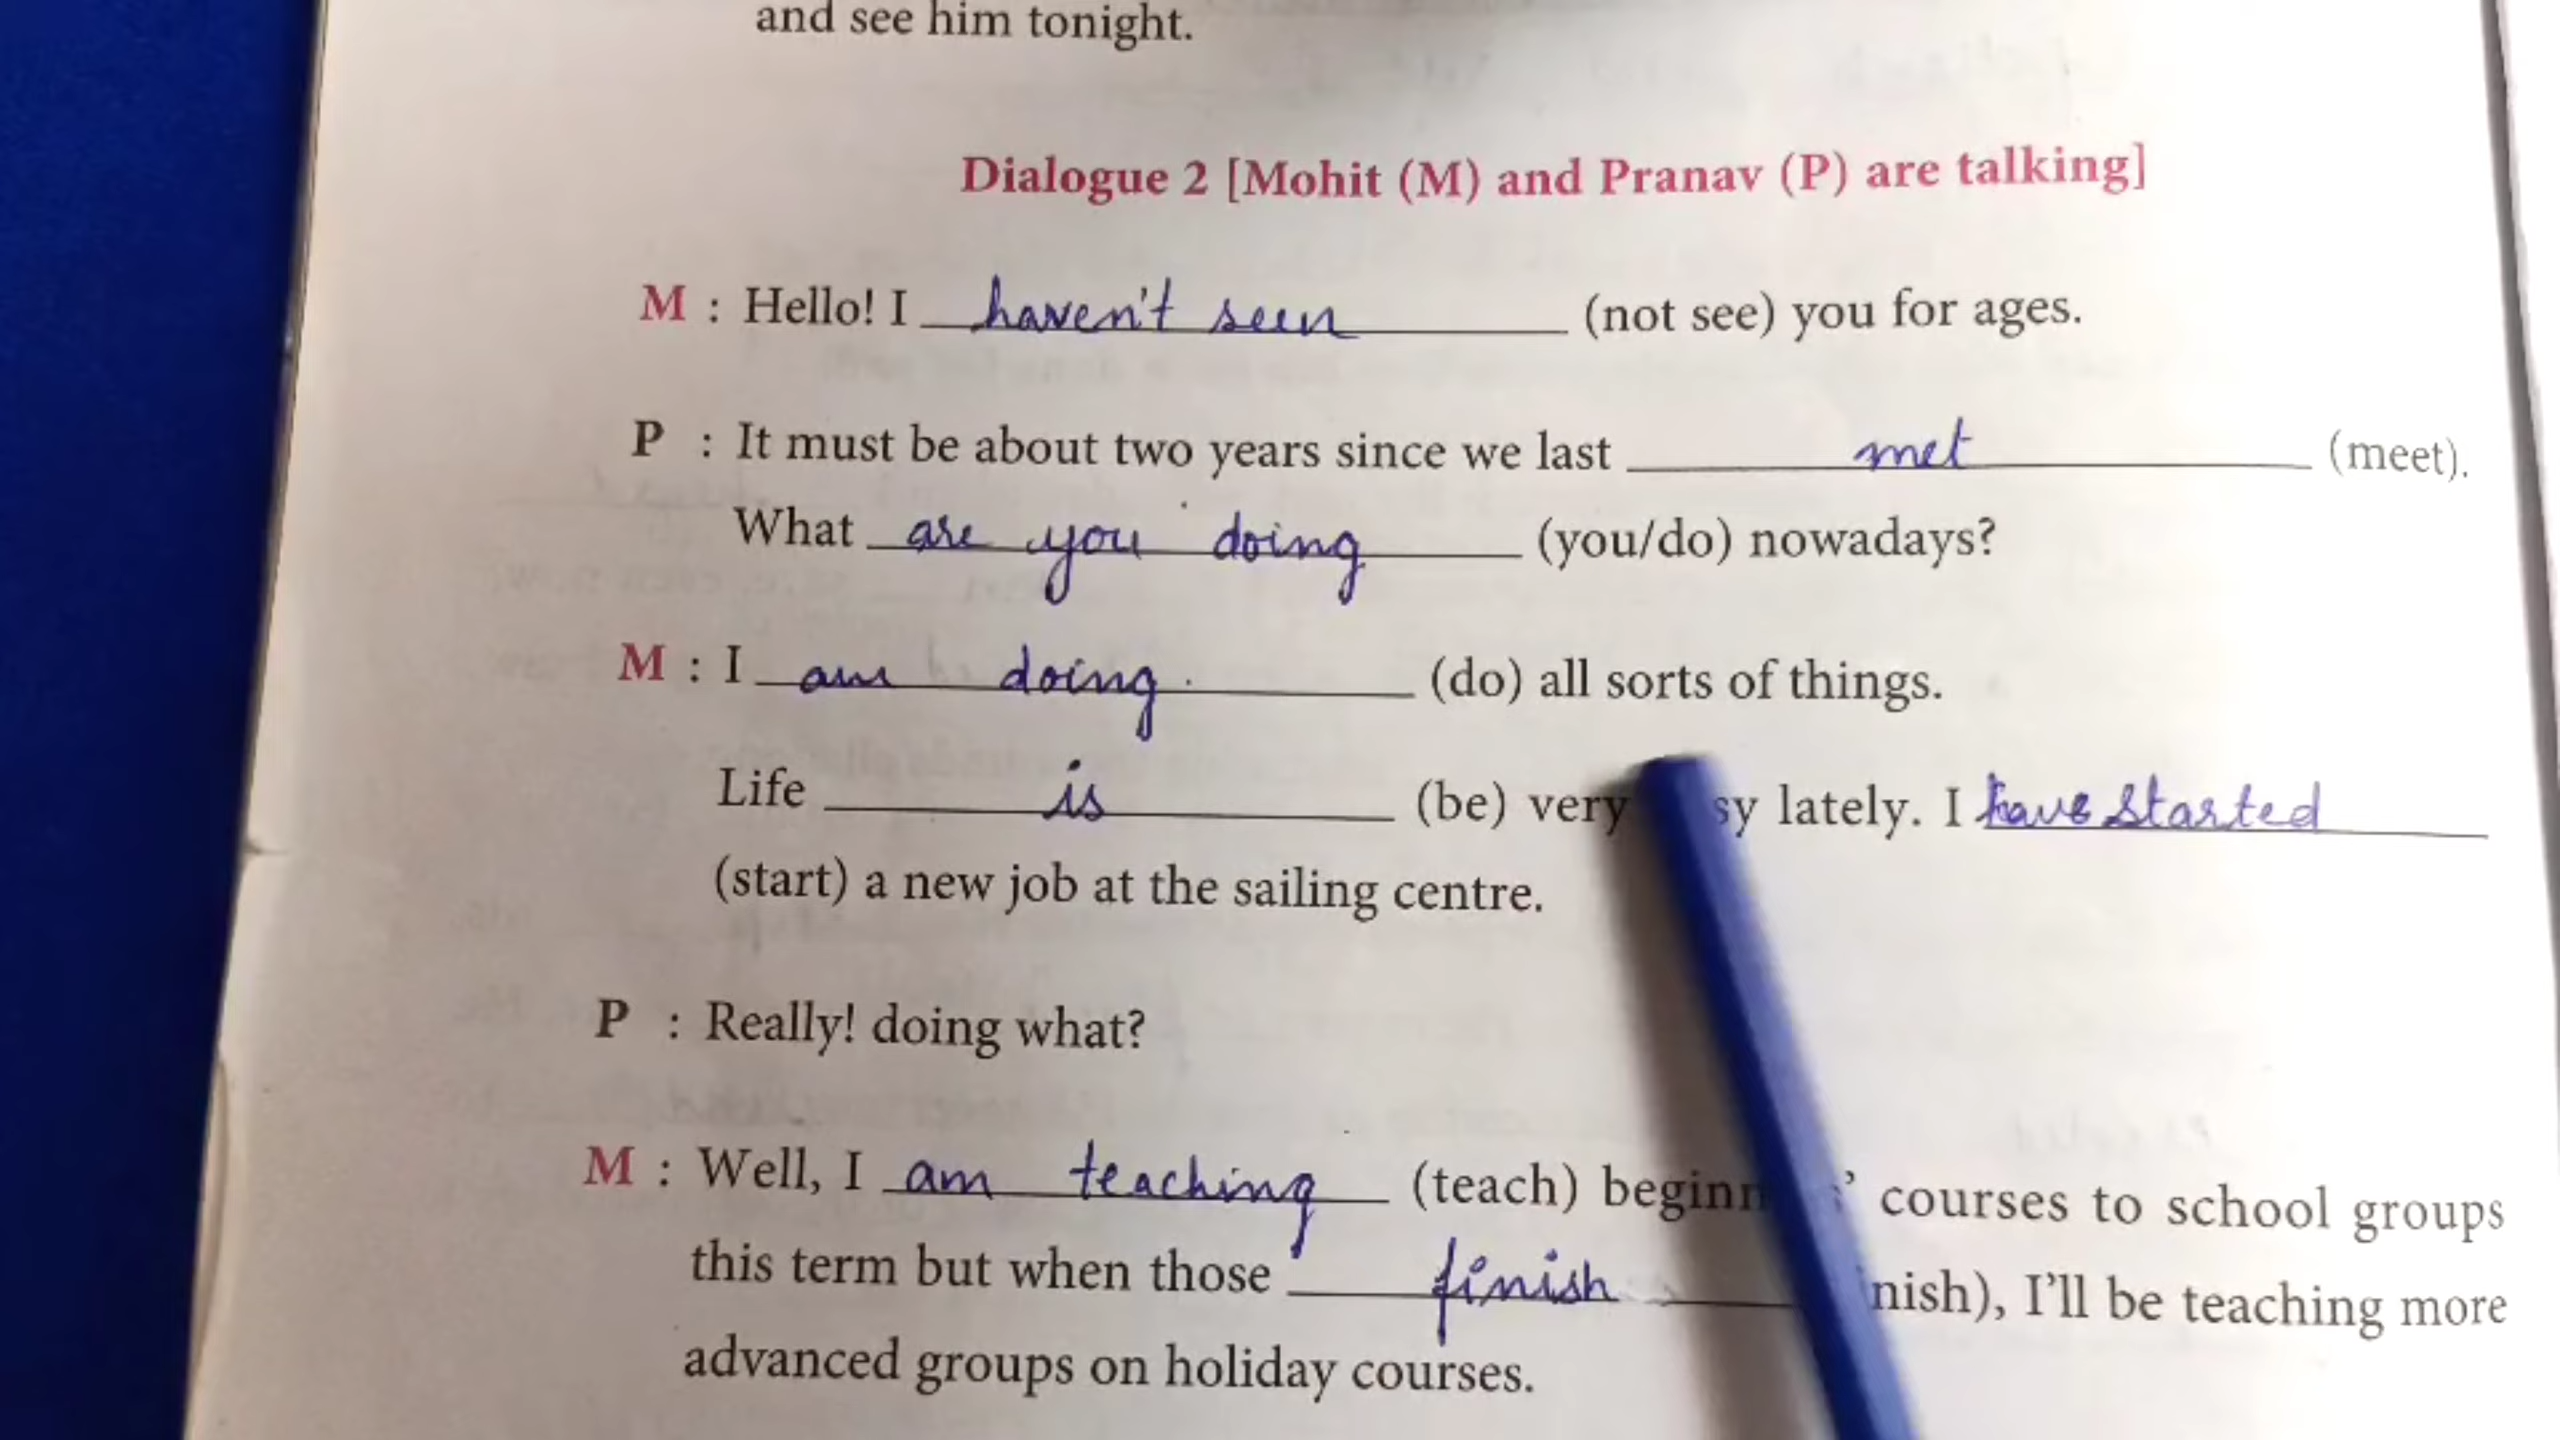 and see him tonight.
Dialogue 2 [Mohit (M) and Pranav (P) are talking]
M : Hello! I haven't seen (not see) you for ages.
P : It must be about two years since we last met (meet).
What are you doing (you/do) nowadays?
M : I am doing (do) all sorts of things.
Life is (be) very sy lately. I have started
(start) a new job at the sailing centre.
P : Really! doing what?
M : Well, I am teaching (teach) beginn ' courses to school groups
this term but when those finish nish), I'll be teaching more
advanced groups on holiday courses.